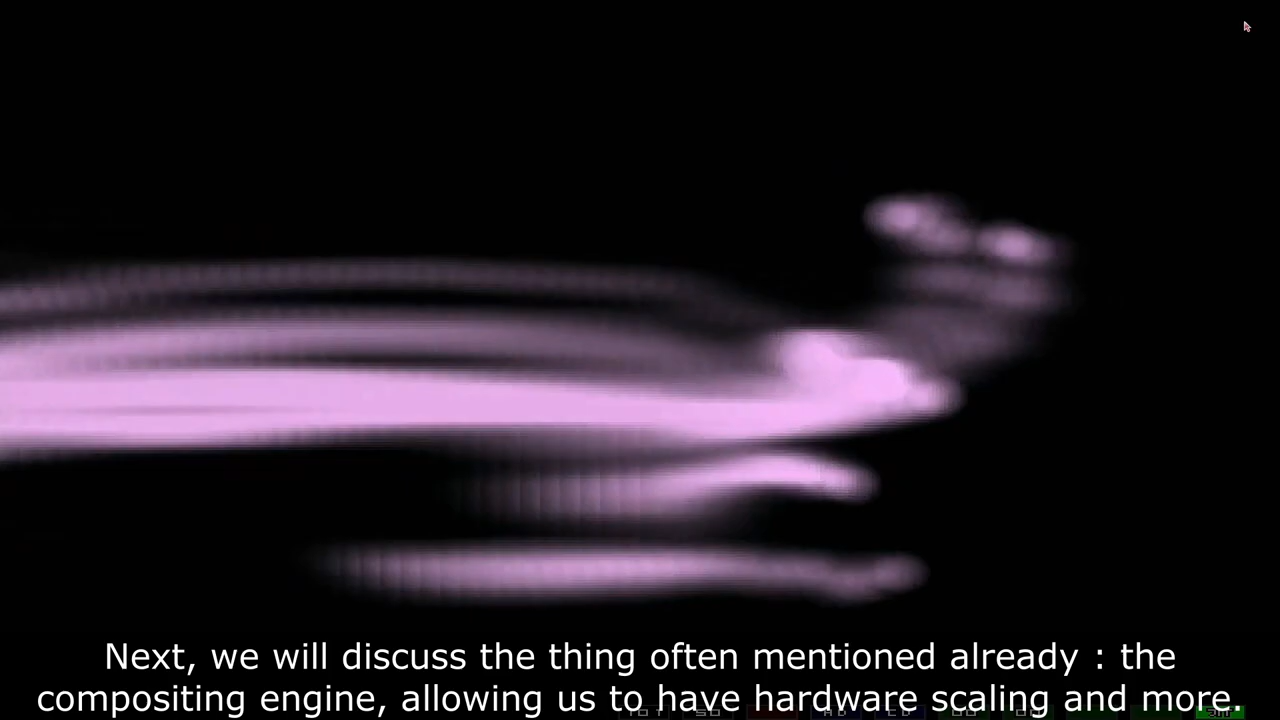 Next, we will discuss the thing often mentioned already : the
compositing engine, allowing us to have hardware scaling and more.